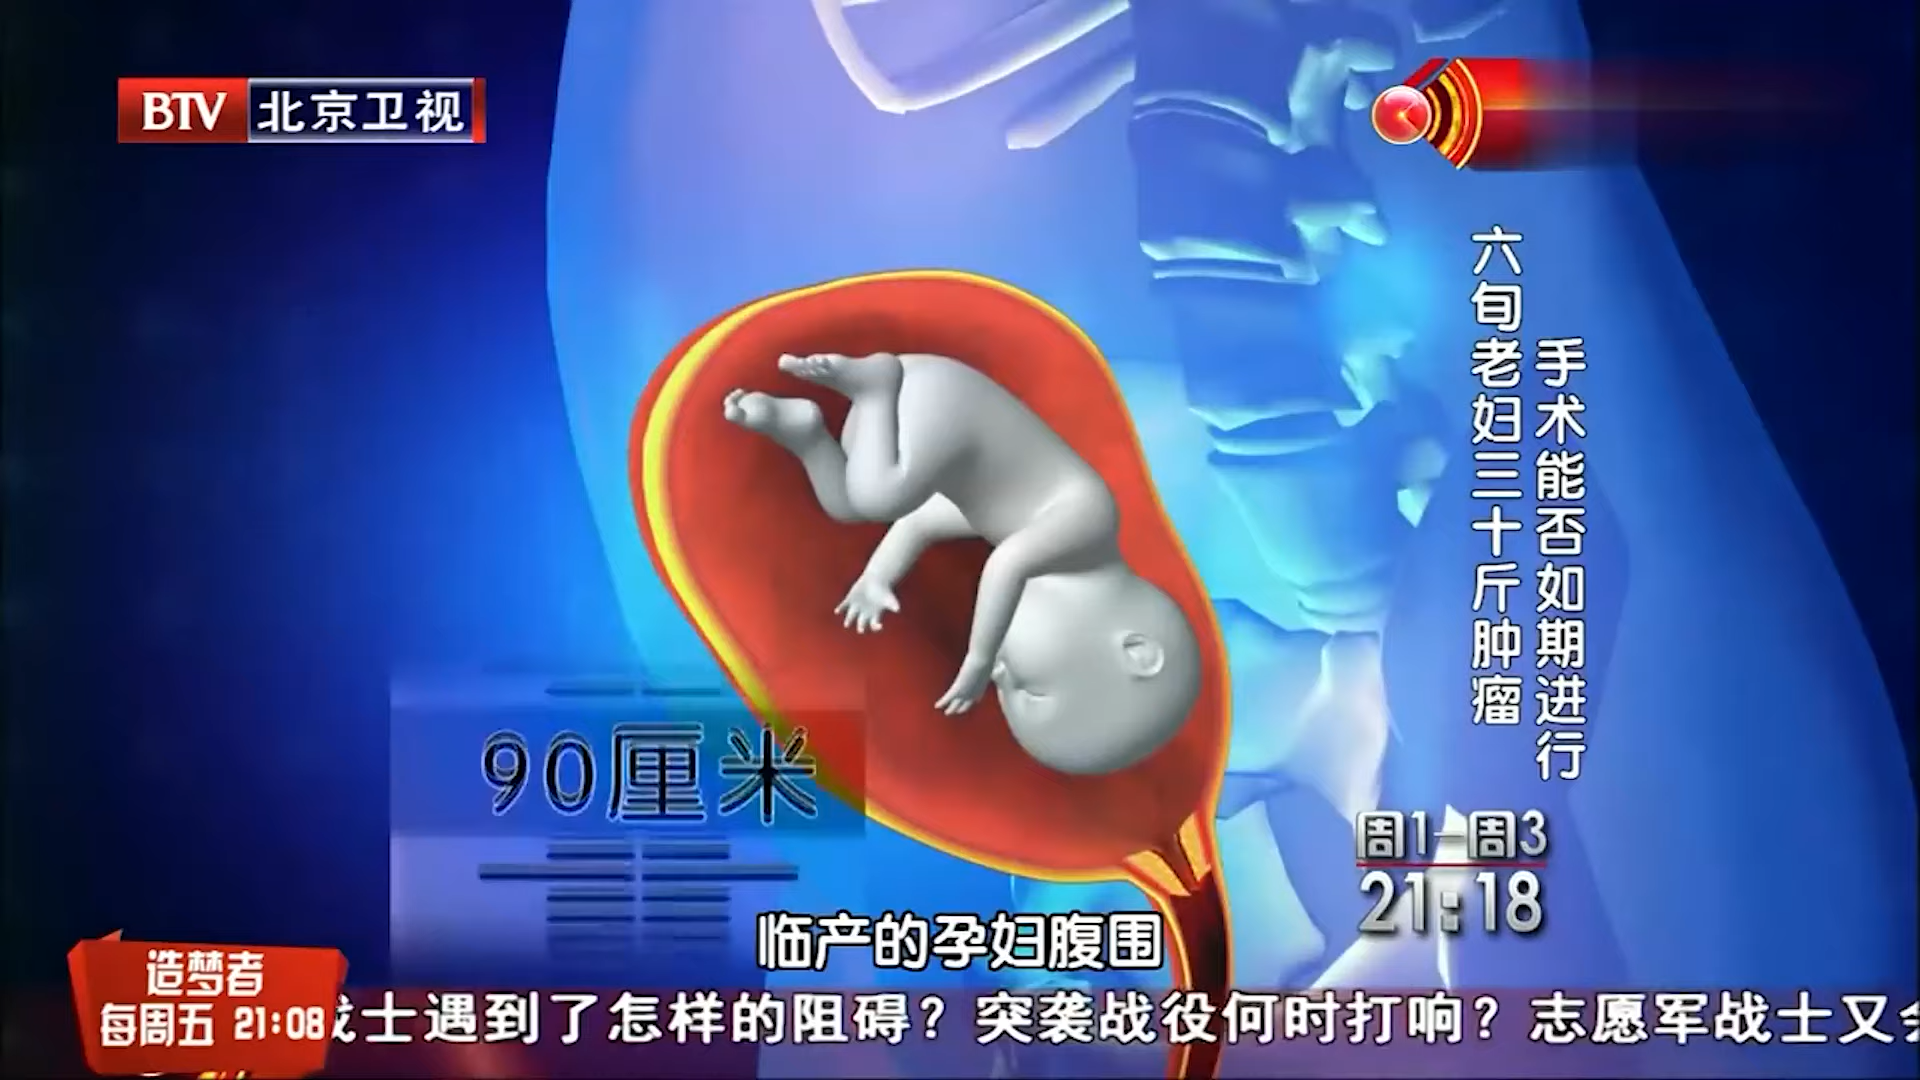 BTV 北京卫视
六旬老妇三十斤肿瘤
手术能否如期进行
90厘米
周1-周3
21:18
临产的孕妇腹围
造梦者
每周五 21:08
战士遇到了怎样的阻碍？突袭战役何时打响？志愿军战士又会